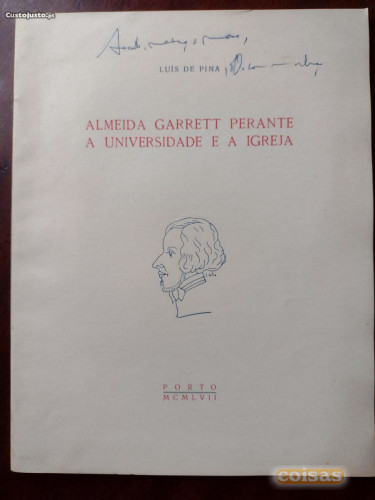 CustoJusto.pt
LUÍS DE PINA
ALMEIDA GARRETT PERANTE
A UNIVERSIDADE E A IGREJA
PORTO
MCMLVII
coisas